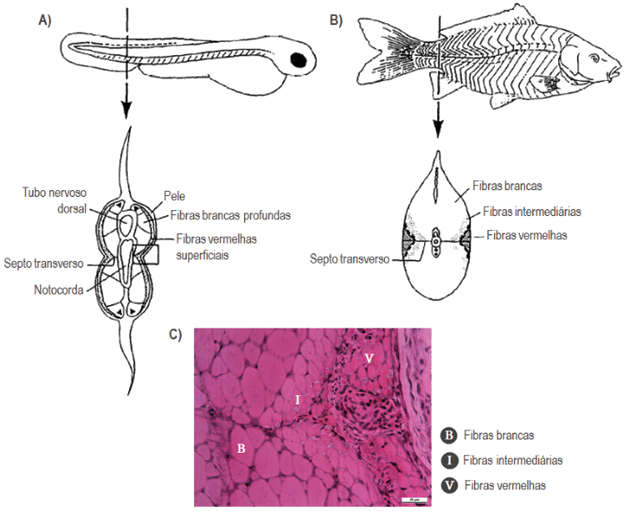 A)
B)
Tubo nervoso
dorsal
Septo transverso
Notocorda
Pele
Fibras brancas profundas
Fibras vermelhas
superficiais
Fibras brancas
Fibras intermediárias
Fibras vermelhas
Septo transverso
C)
V
I
B
B Fibras brancas
I Fibras intermediárias
V Fibras vermelhas